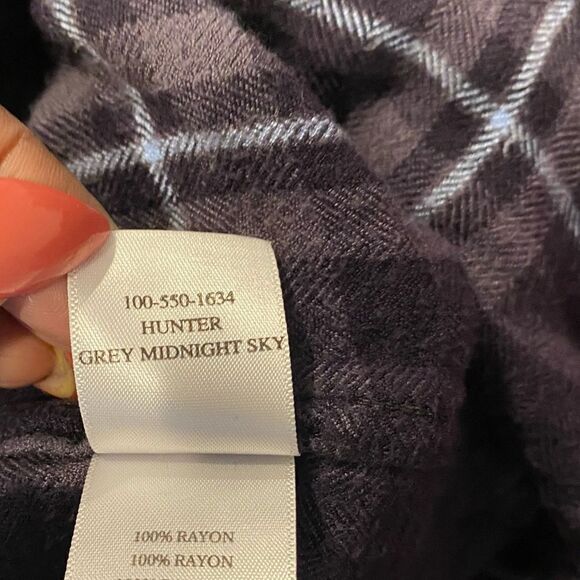 100-550-1634
HUNTER
GREY MIDNIGHT SKY
100% RAYON
100% RAYON